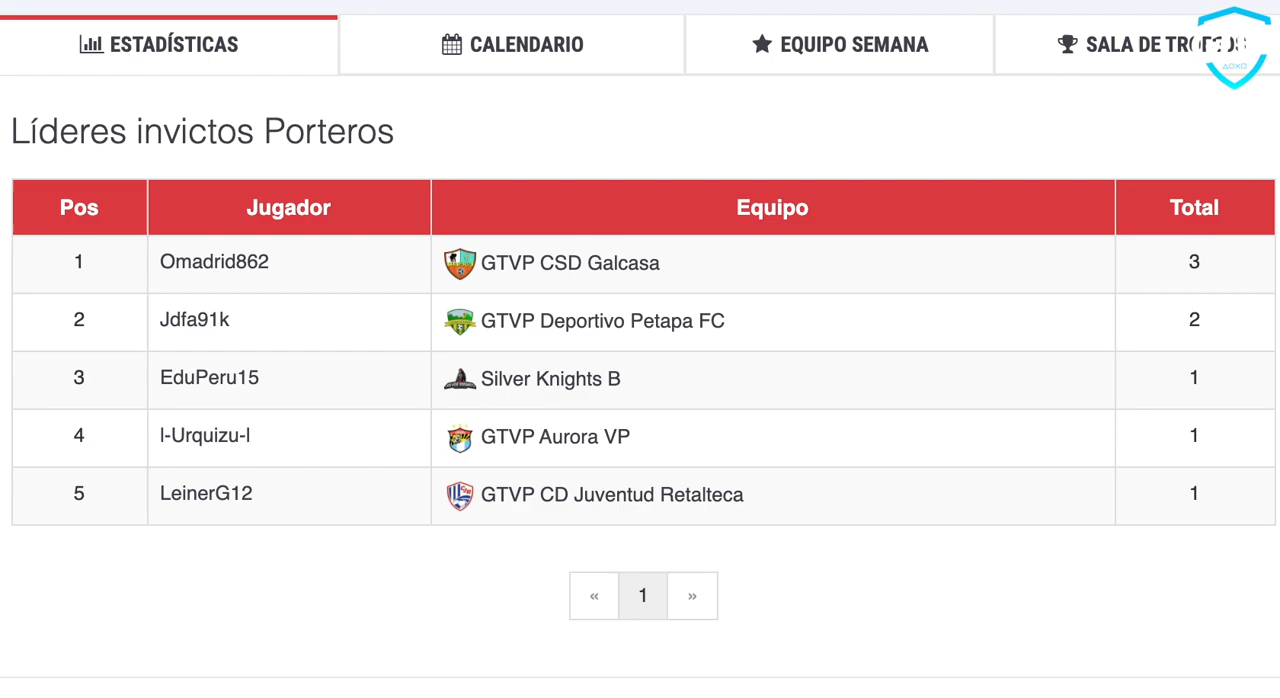 ESTADÍSTICAS CALENDARIO EQUIPO SEMANA SALA DE
Líderes invictos Porteros
Pos Jugador Equipo Total
1 Omadrid862 GTVP CSD Galcasa 3
2 Jdfa91k GTVP Deportivo Petapa FC 2
3 EduPeru15 Silver Knights B 1
4 l-Urquizu-l GTVP Aurora VP 1
5 LeinerG12 GTVP CD Juventud Retalteca 1
« 1 »